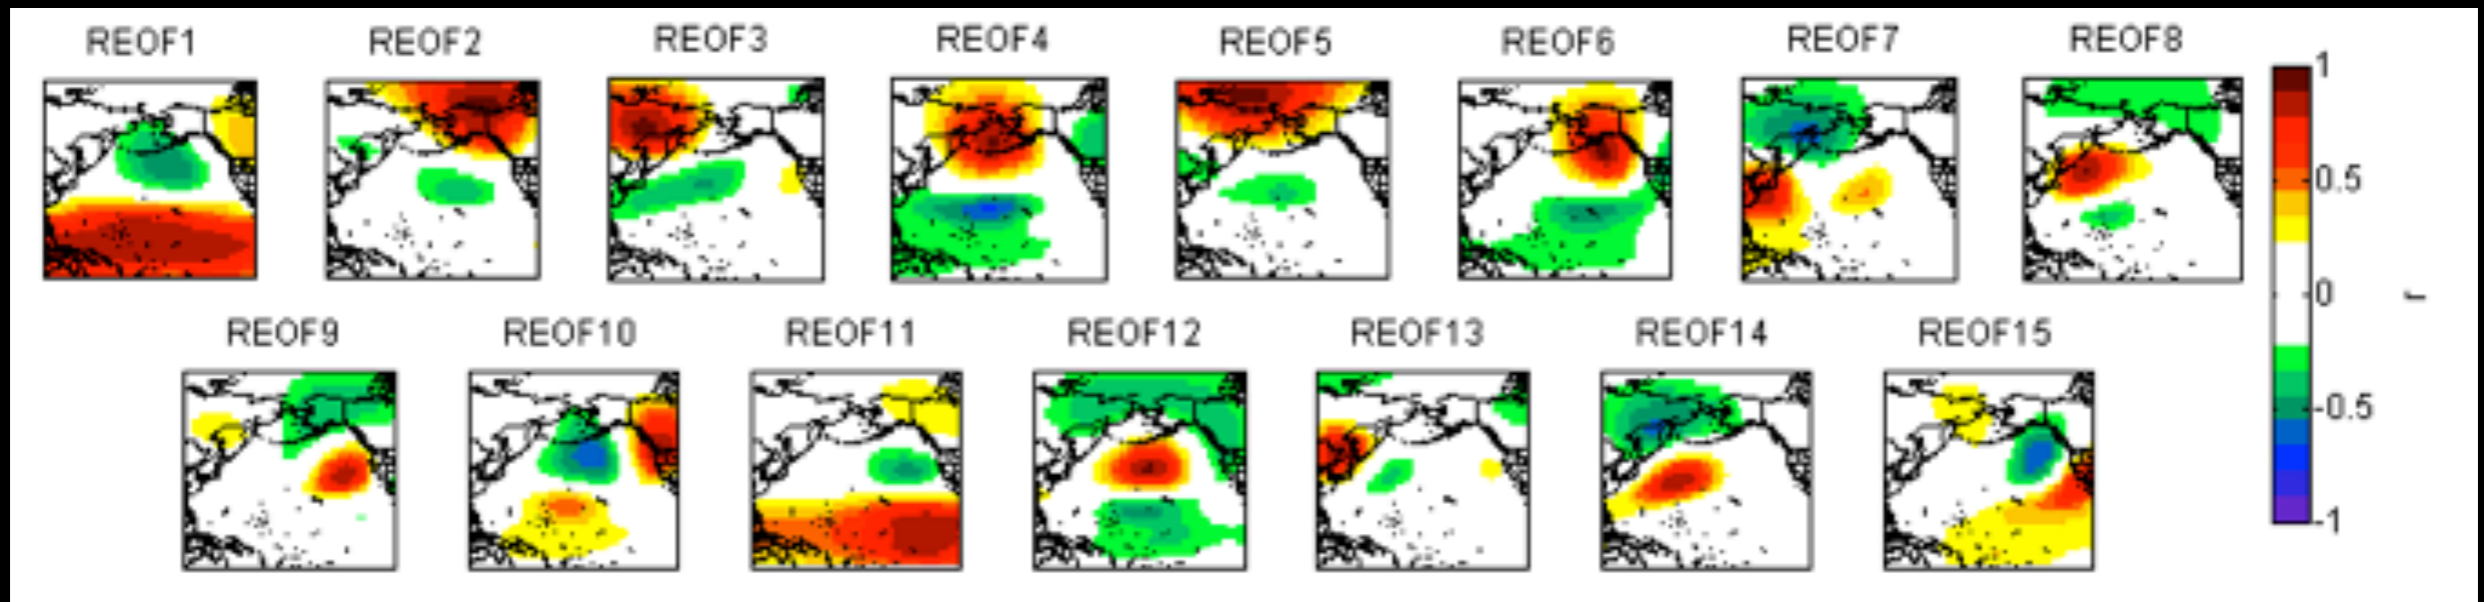 REOF1 REOF2 REOF3 REOF4 REOF5 REOF6 REOF7 REOF8
1
0.5
0
r
-0.5
-1
REOF9 REOF10 REOF11 REOF12 REOF13 REOF14 REOF15